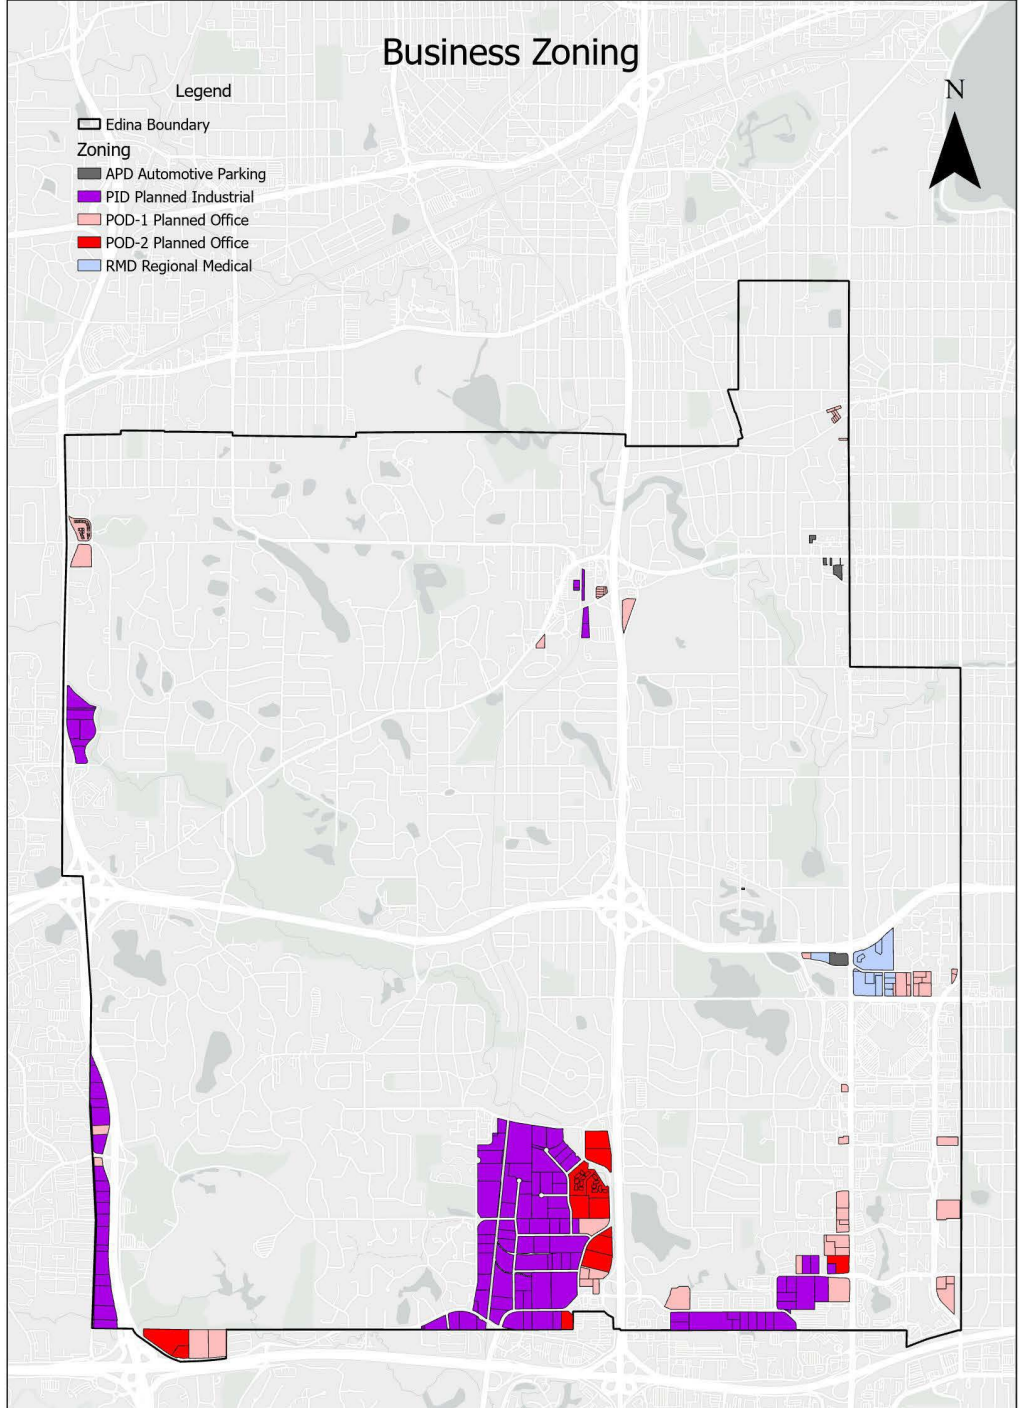 Business Zoning
Legend
N
Edina Boundary
Zoning
APD Automotive Parking
PID Planned Industrial
POD-1 Planned Office
POD-2 Planned Office
RMD Regional Medical